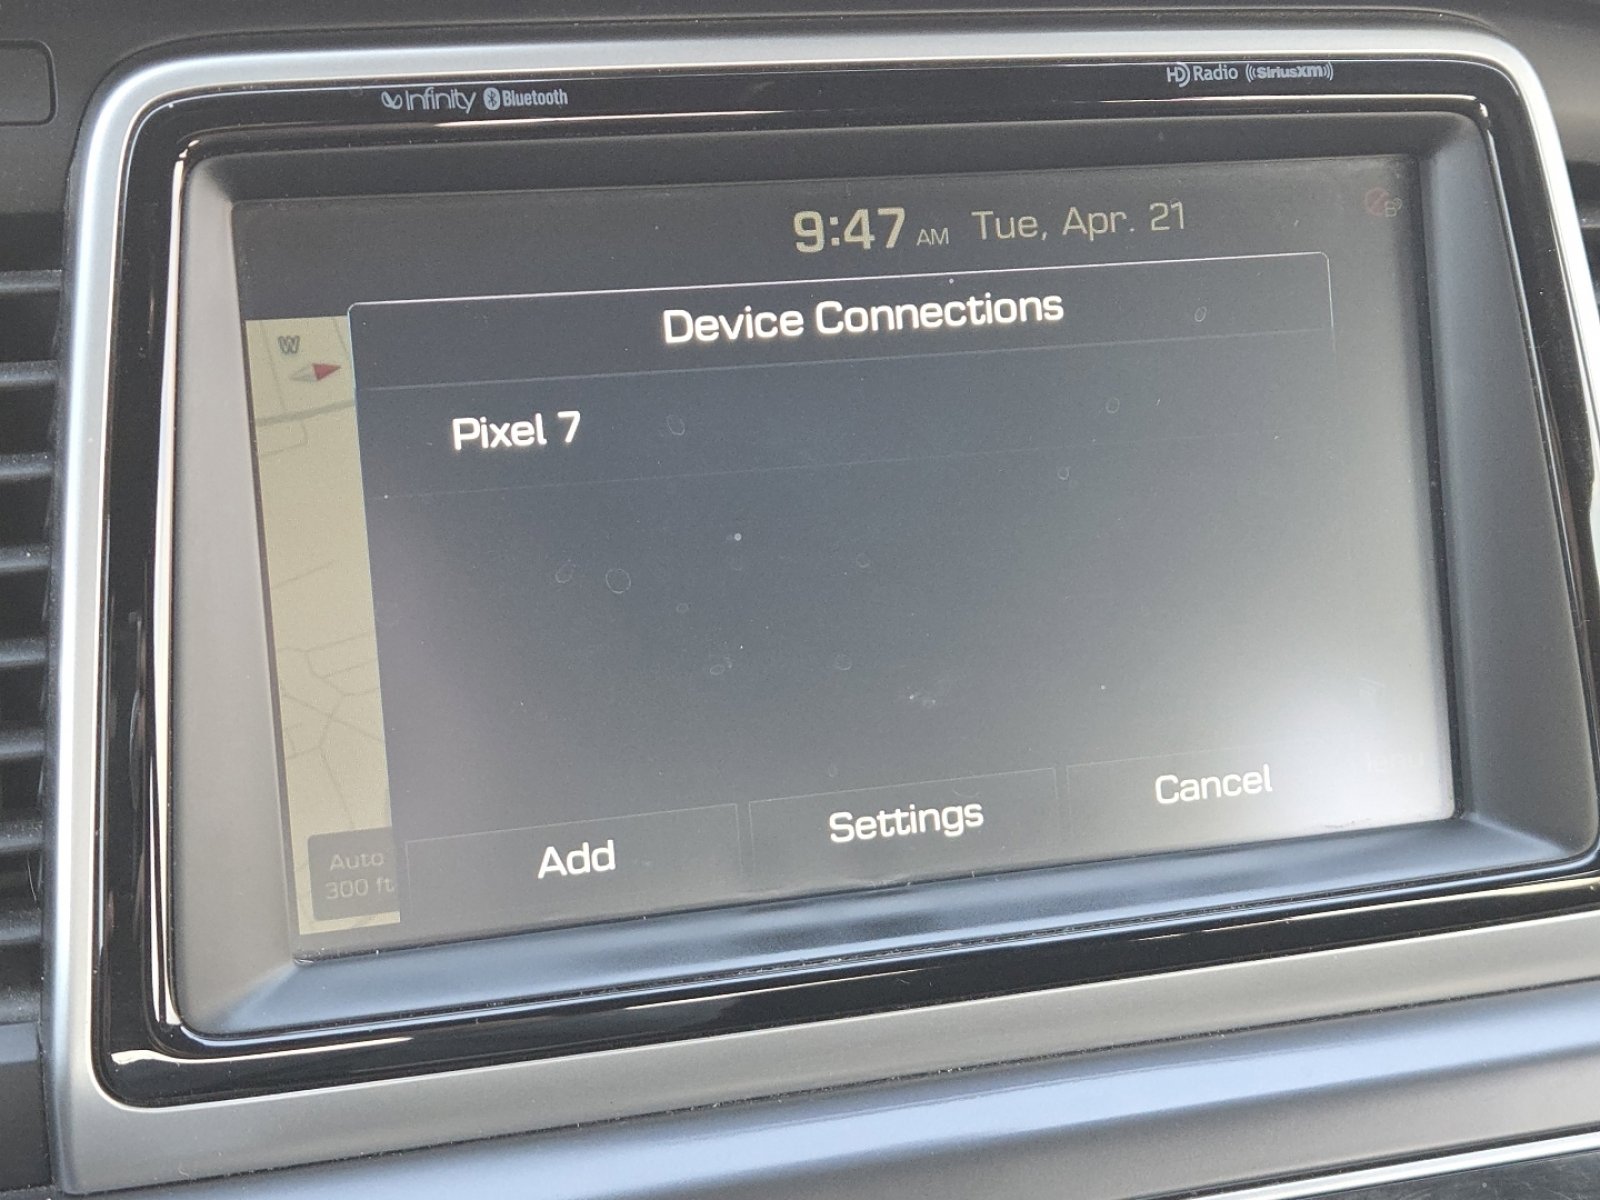 Infinity Bluetooth
HD Radio ((SiriusXM))
9:47 AM Tue, Apr. 21
Device Connections
W
Pixel 7
Add
Settings
Cancel
Auto
300 ft